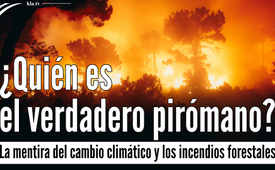 kla.tv
¿Quién es
el verdadero pirómano?
La mentira del cambio climático y los incendios forestales